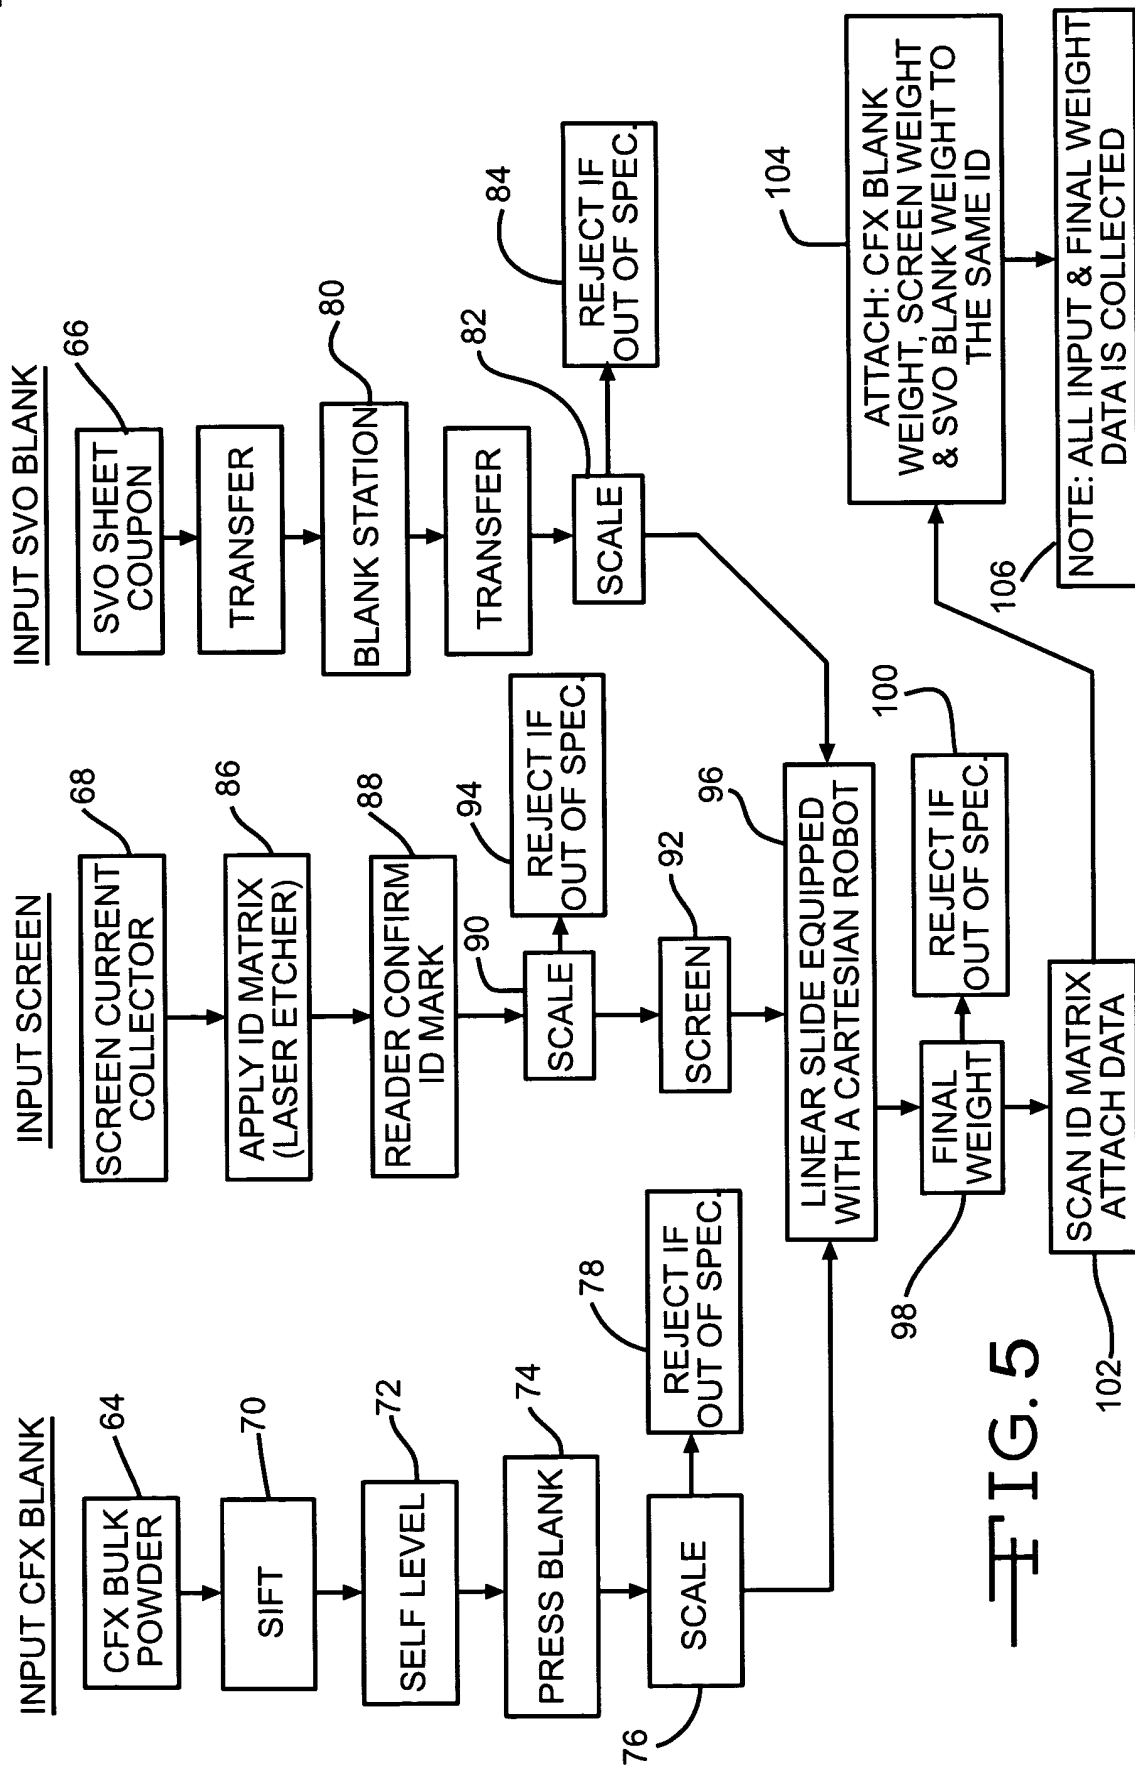 INPUT CFX BLANK
CFX BULK
POWDER
64
SIFT
70
SELF LEVEL
72
PRESS BLANK
74
SCALE
76
REJECT IF
OUT OF SPEC.
78
INPUT SCREEN
SCREEN CURRENT
COLLECTOR
68
APPLY ID MATRIX
(LASER ETCHER)
86
READER CONFIRM
ID MARK
88
SCALE
90
REJECT IF
OUT OF SPEC.
94
SCREEN
92
INPUT SVO BLANK
SVO SHEET
COUPON
66
TRANSFER
BLANK STATION
80
TRANSFER
SCALE
82
REJECT IF
OUT OF SPEC.
84
LINEAR SLIDE EQUIPPED
WITH A CARTESIAN ROBOT
96
FINAL
WEIGHT
98
REJECT IF
OUT OF SPEC.
100
SCAN ID MATRIX
ATTACH DATA
102
ATTACH: CFX BLANK
WEIGHT, SCREEN WEIGHT
& SVO BLANK WEIGHT TO
THE SAME ID
104
NOTE: ALL INPUT & FINAL WEIGHT
DATA IS COLLECTED
106
FIG. 5